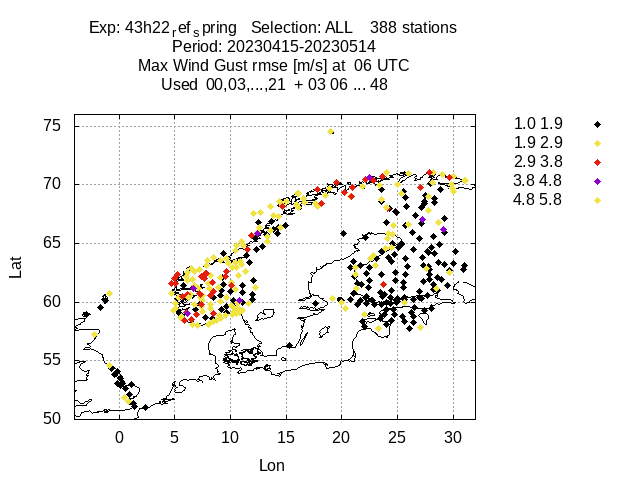 Exp: 43h22refspring   Selection: ALL    388 stations
Period: 20230415-20230514
Max Wind Gust rmse [m/s] at  06 UTC
Used  00,03,...,21  + 03 06 ... 48
1.0 1.9
1.9 2.9
2.9 3.8
3.8 4.8
4.8 5.8
75
70
65
60
55
50
Lat
0 5 10 15 20 25 30
Lon